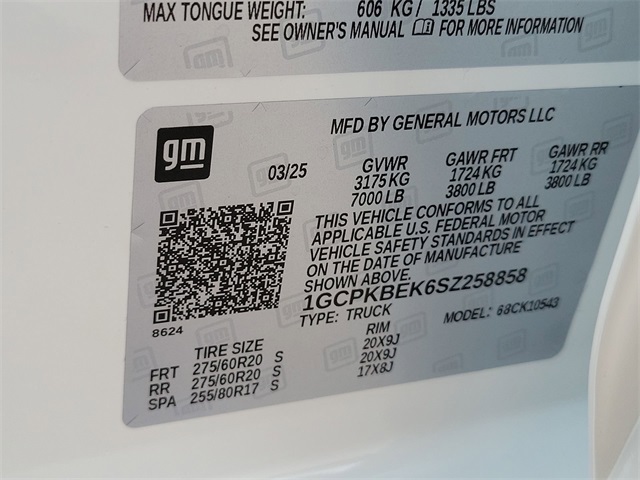 MAX TONGUE WEIGHT: 606 KG / 1335 LBS
SEE OWNER'S MANUAL FOR MORE INFORMATION
gm
MFD BY GENERAL MOTORS LLC
03/25
GVWR GAWR FRT GAWR RR
3175 KG 1724 KG 1724 KG
7000 LB 3800 LB 3800 LB
THIS VEHICLE CONFORMS TO ALL
APPLICABLE U.S. FEDERAL MOTOR
VEHICLE SAFETY STANDARDS IN EFFECT
ON THE DATE OF MANUFACTURE
SHOWN ABOVE.
1GCPKBEK6SZ258858
TYPE: TRUCK MODEL: 68CK10543
8624
TIRE SIZE RIM
FRT 275/60R20 S 20X9J
RR 275/60R20 S 20X9J
SPA 255/80R17 S 17X8J